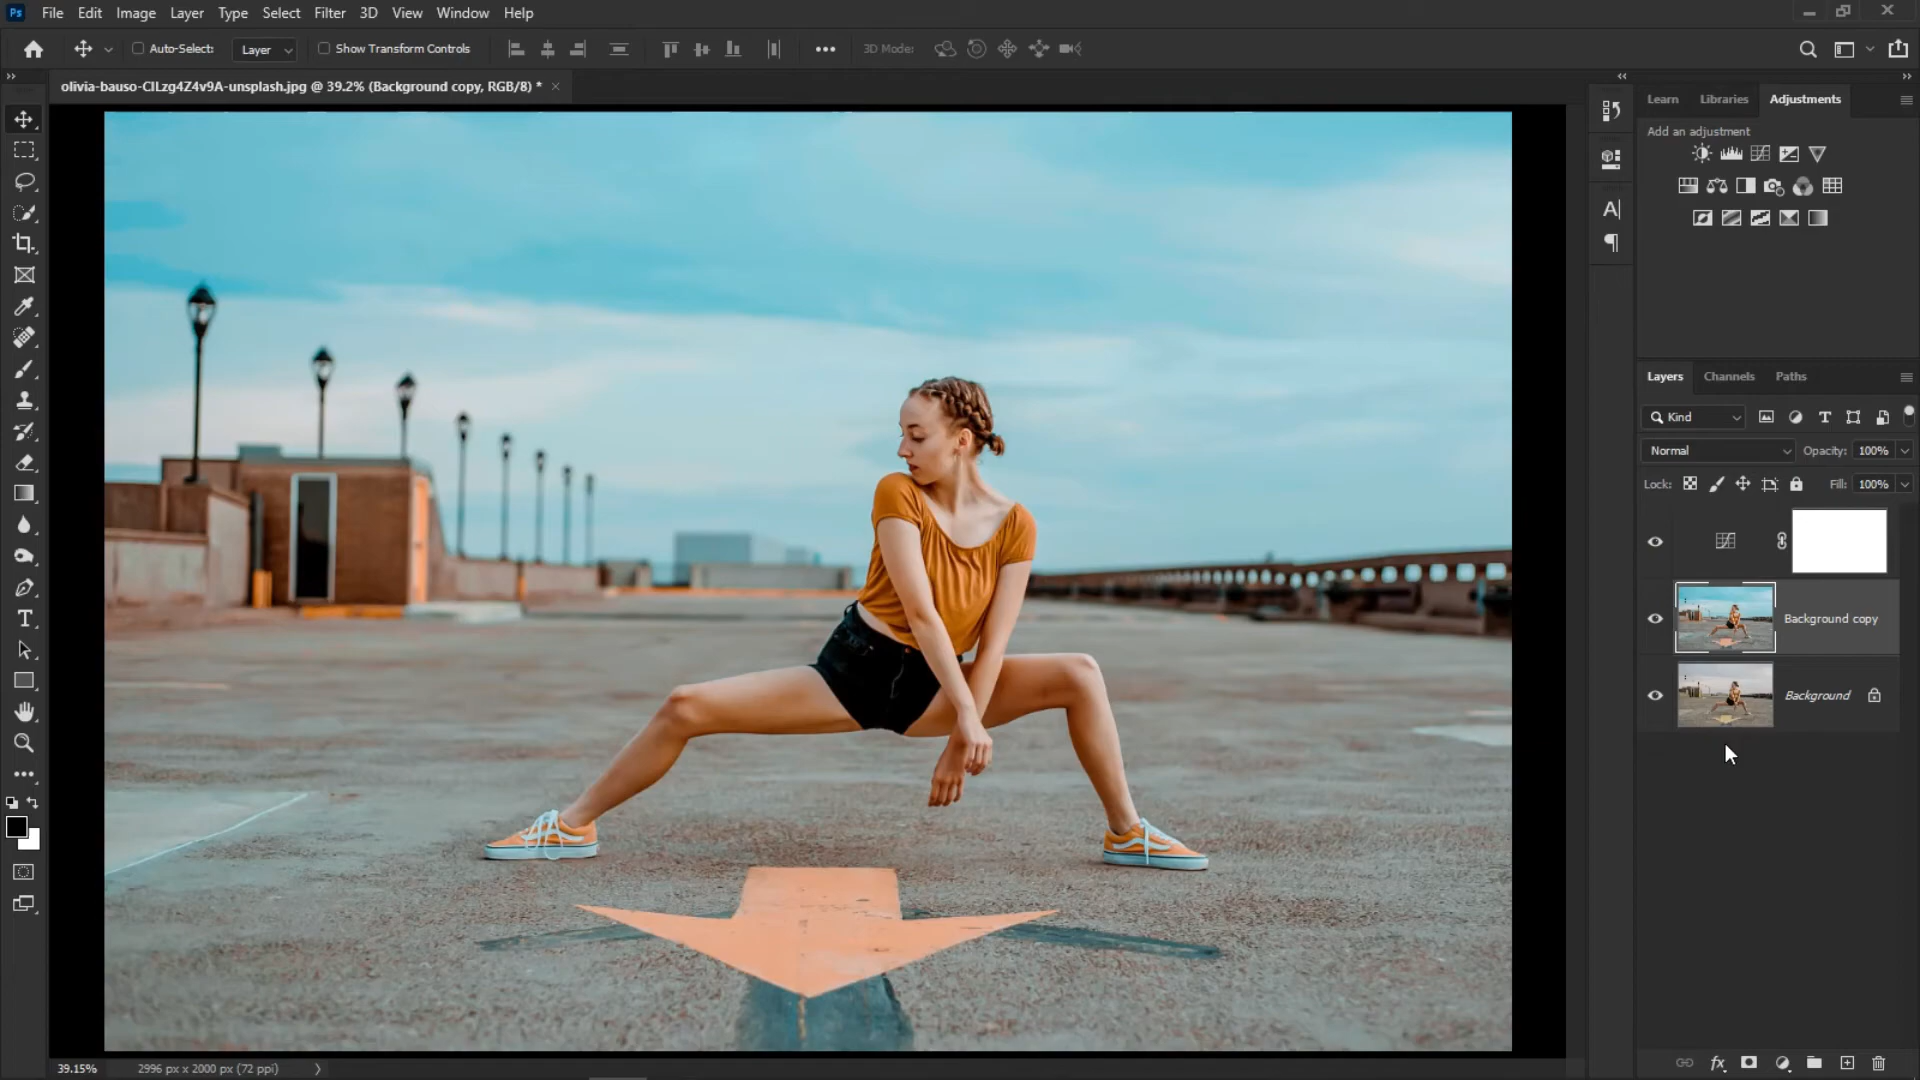 Ps File Edit Image Layer Type Select Filter 3D View Window Help
Auto-Select: Layer Show Transform Controls 3D Mode:
olivia-bauso-CILzg4Z4v9A-unsplash.jpg @ 39.2% (Background copy, RGB/8) *
Learn Libraries Adjustments
Add an adjustment
Layers Channels Paths
Kind
Normal Opacity: 100%
Lock: Fill: 100%
Background copy
Background
39.15% 2996 px x 2000 px (72 ppi)